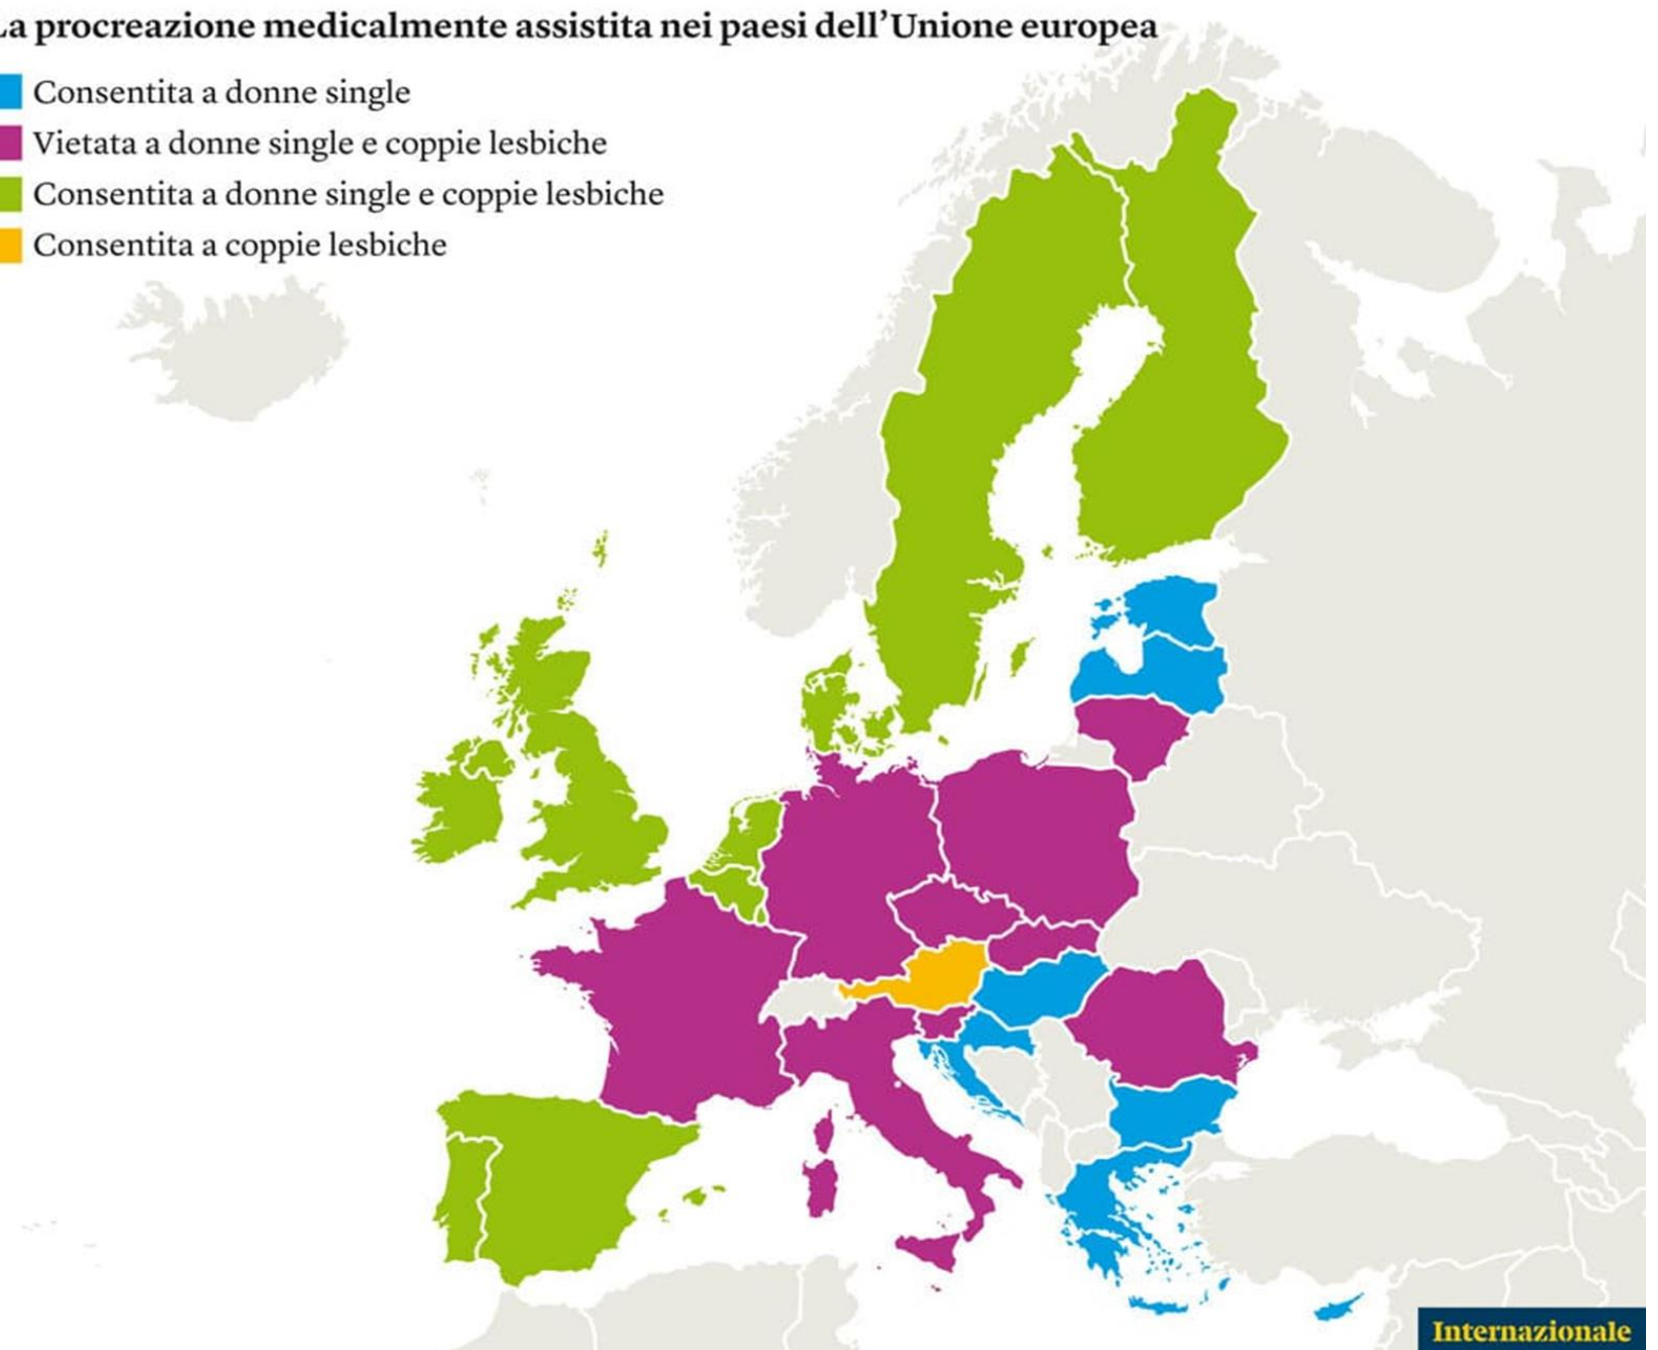 La procreazione medicalmente assistita nei paesi dell’Unione europea
Consentita a donne single
Vietata a donne single e coppie lesbiche
Consentita a donne single e coppie lesbiche
Consentita a coppie lesbiche
Internazionale